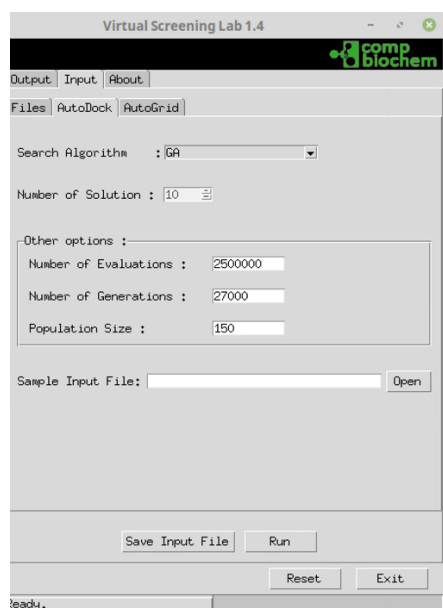 Virtual Screening Lab 1.4
comp
biochem
Output Input About
Files AutoDock AutoGrid
Search Algorithm : GA
Number of Solution : 10
Other options :
Number of Evaluations : 2500000
Number of Generations : 27000
Population Size : 150
Sample Input File: Open
Save Input File Run
Reset Exit
Ready.